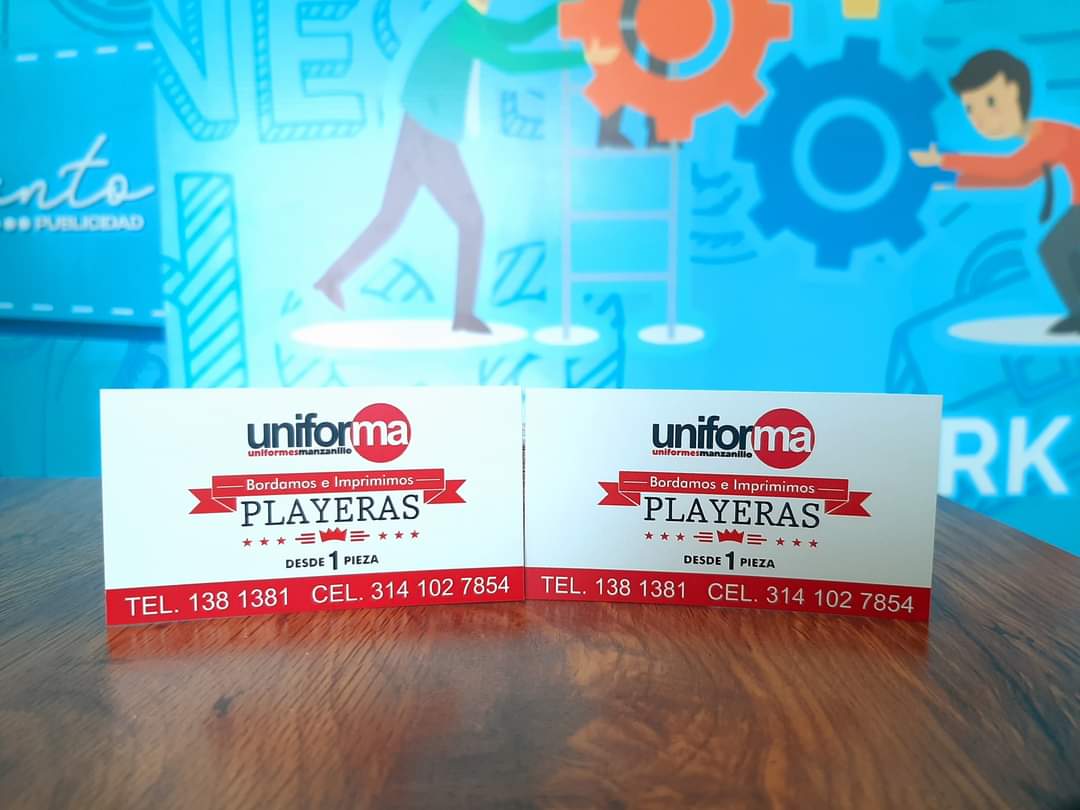 PUBLICIDAD
RK
uniforma
uniformesmanzanillo
Bordamos e Imprimimos
PLAYERAS
DESDE 1 PIEZA
TEL. 138 1381 CEL. 314 102 7854
uniforma
uniformesmanzanillo
Bordamos e Imprimimos
PLAYERAS
DESDE 1 PIEZA
TEL. 138 1381 CEL. 314 102 7854